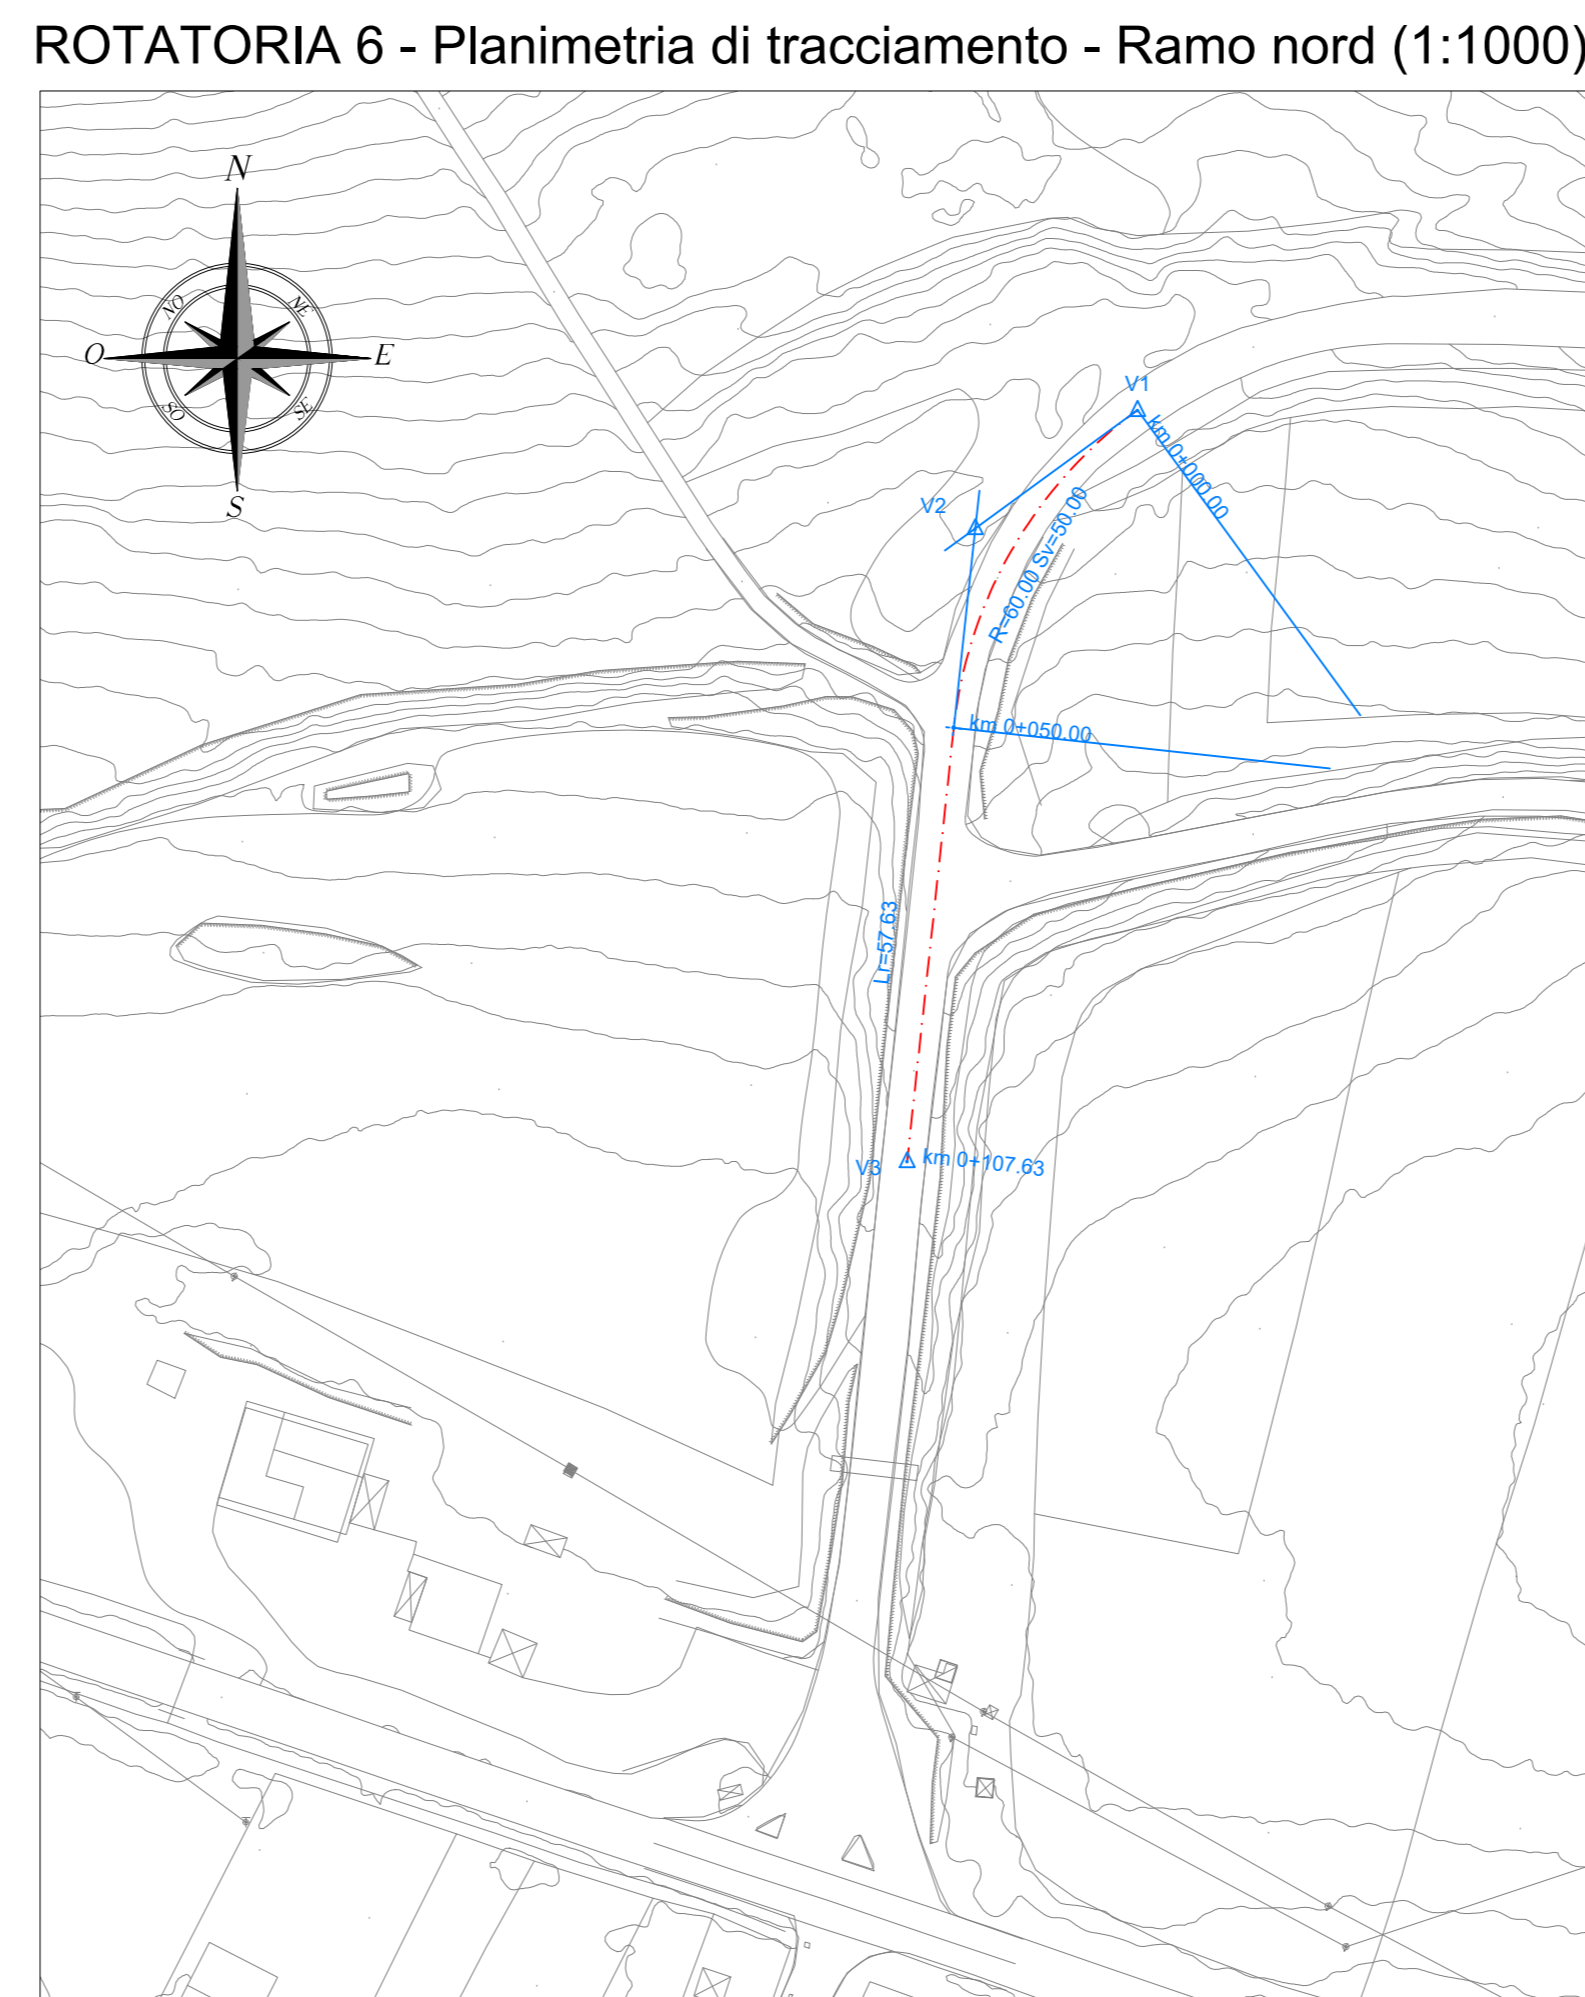 ROTATORIA 6 - Planimetria di tracciamento - Ramo nord (1:1000)
N
NO
NE
O
E
SO
SE
S
V1
km 0+000.00
V2
R=60.00 Sv=50.00
km 0+050.00
Lr=57.63
V3
km 0+107.63